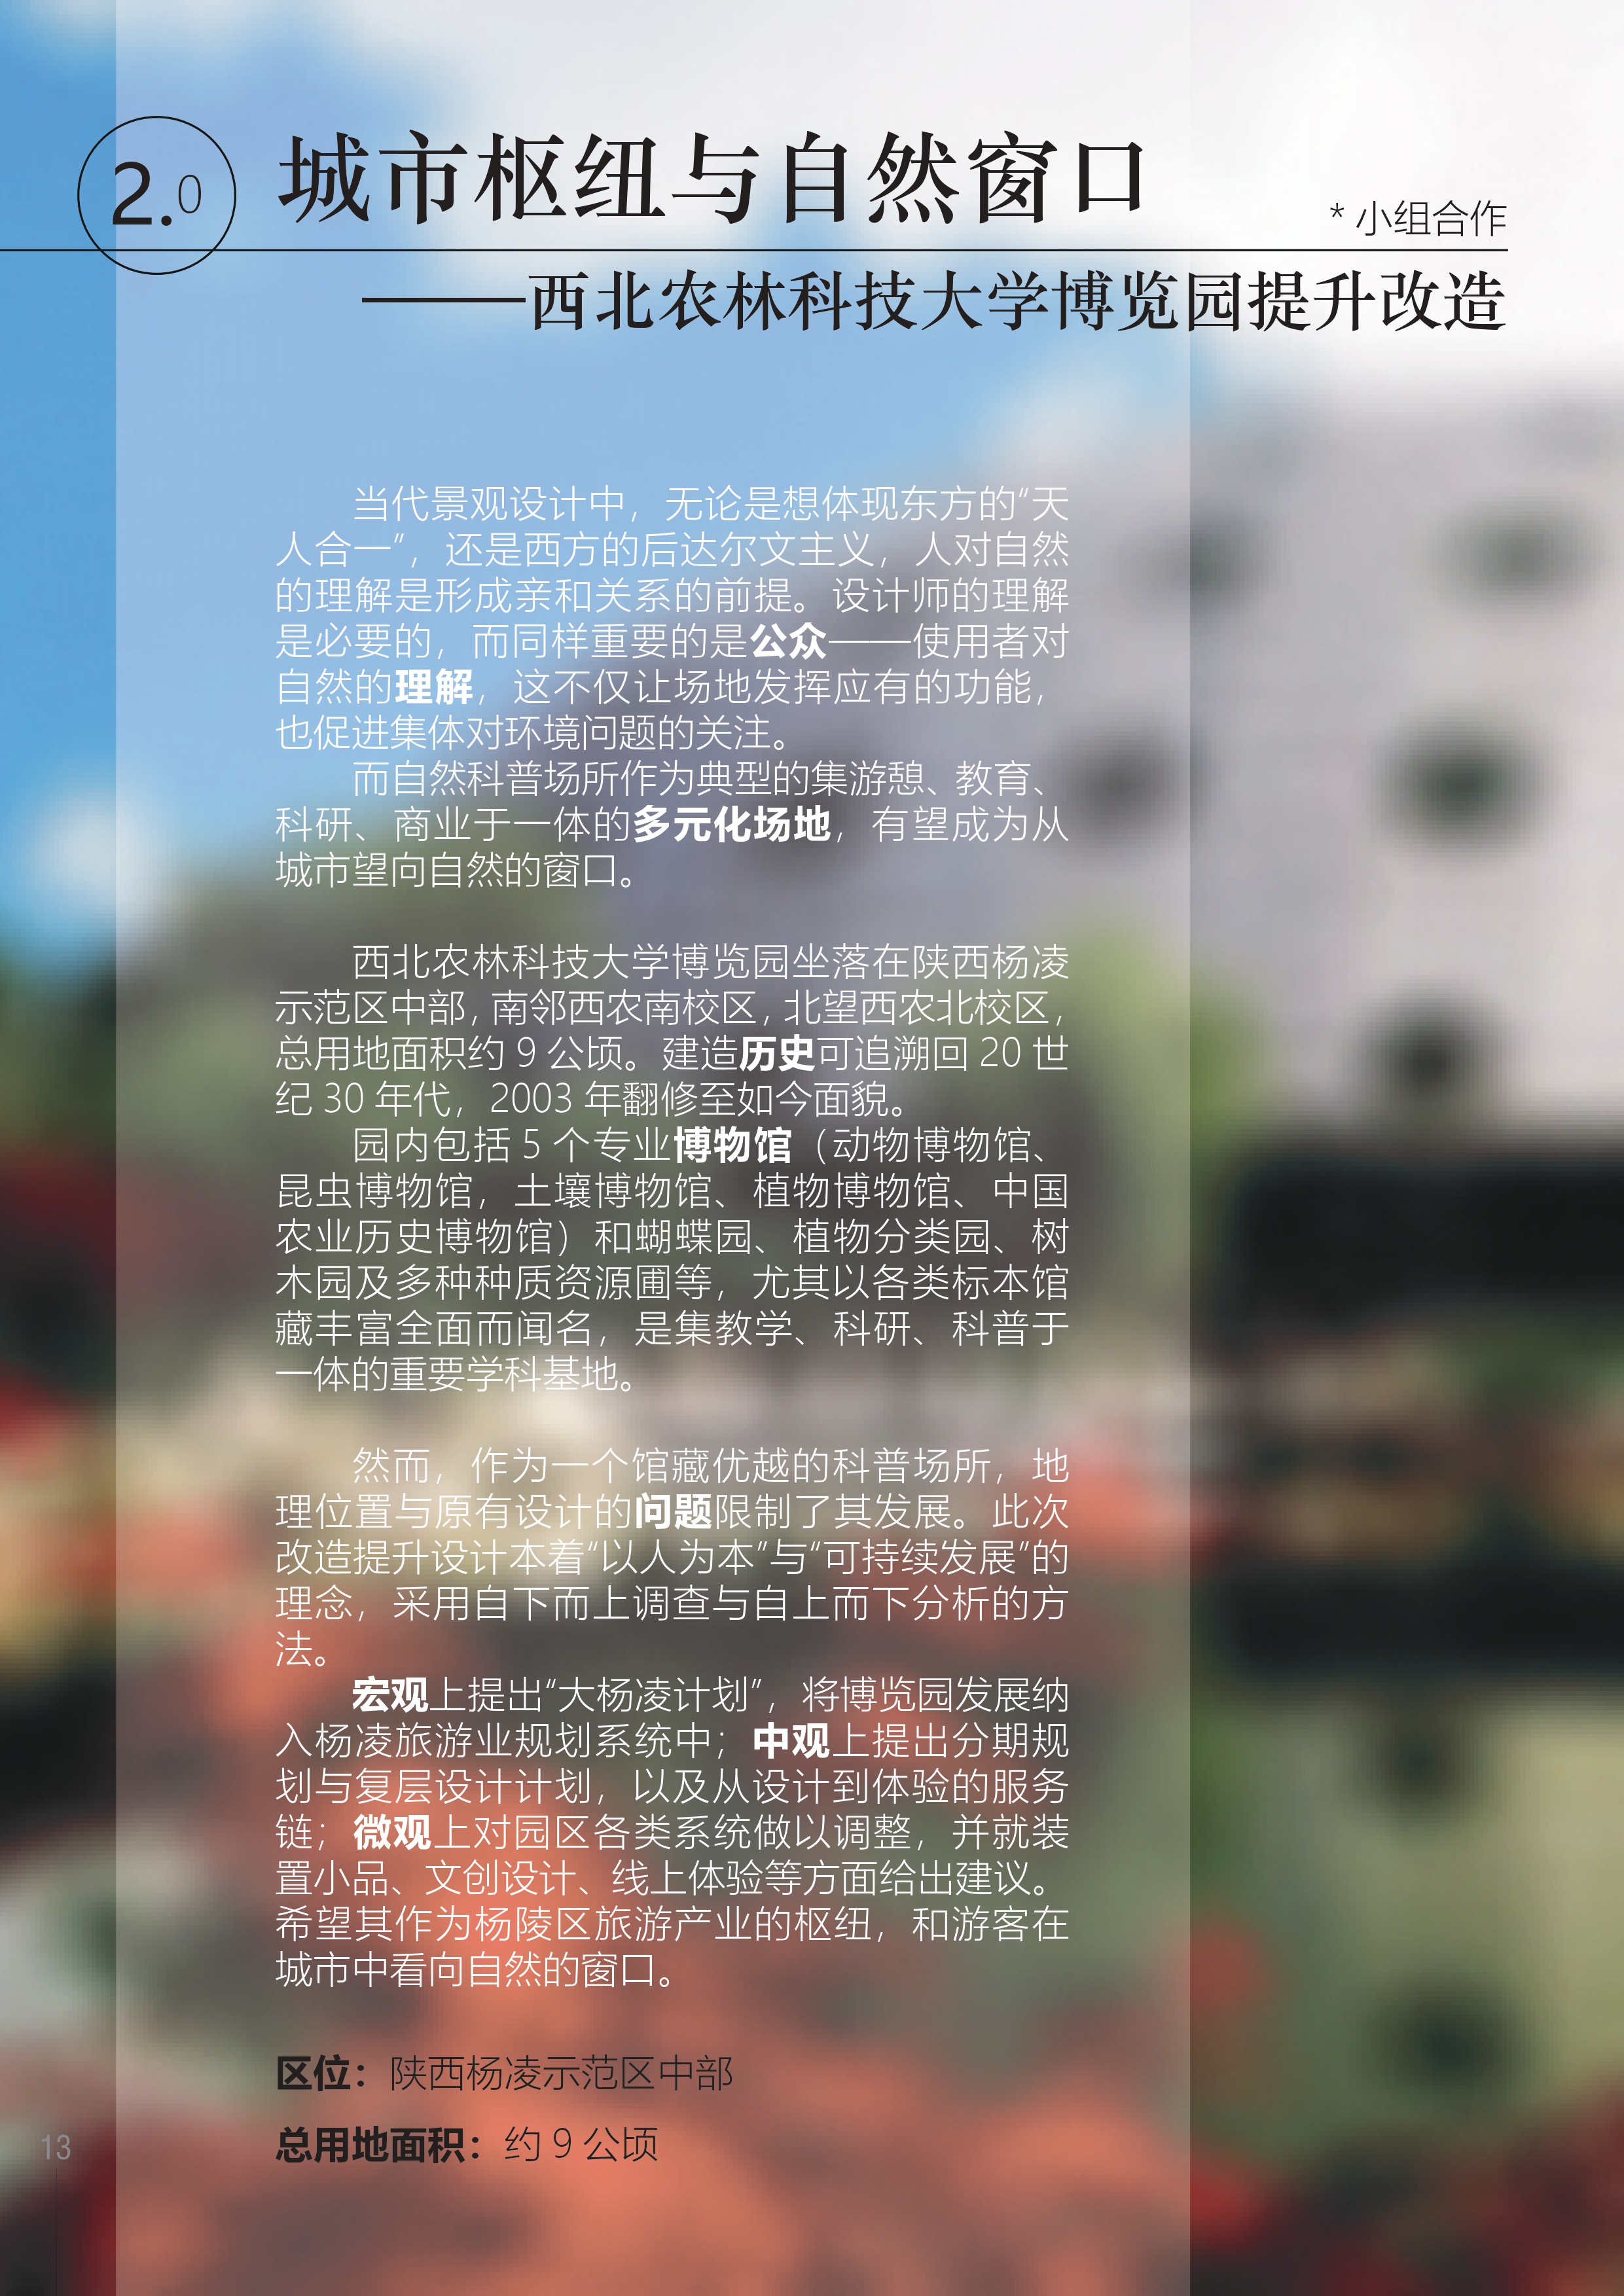 2.0
城市枢纽与自然窗口
* 小组合作
———西北农林科技大学博览园提升改造
当代景观设计中，无论是想体现东方的“天
人合一”，还是西方的后达尔文主义，人对自然
的理解是形成亲和关系的前提。设计师的理解
是必要的，而同样重要的是公众——使用者对
自然的理解，这不仅让场地发挥应有的功能，
也促进集体对环境问题的关注。
而自然科普场所作为典型的集游憩、教育、
科研、商业于一体的多元化场地，有望成为从
城市望向自然的窗口。
西北农林科技大学博览园坐落在陕西杨凌
示范区中部，南邻西农南校区，北望西农北校区，
总用地面积约 9 公顷。建造历史可追溯回 20 世
纪 30 年代，2003 年翻修至如今面貌。
园内包括 5 个专业博物馆（动物博物馆、
昆虫博物馆，土壤博物馆、植物博物馆、中国
农业历史博物馆）和蝴蝶园、植物分类园、树
木园及多种种质资源圃等，尤其以各类标本馆
藏丰富全面而闻名，是集教学、科研、科普于
一体的重要学科基地。
然而，作为一个馆藏优越的科普场所，地
理位置与原有设计的问题限制了其发展。此次
改造提升设计本着“以人为本”与“可持续发展”的
理念，采用自下而上调查与自上而下分析的方
法。
宏观上提出“大杨凌计划”，将博览园发展纳
入杨凌旅游业规划系统中；中观上提出分期规
划与复层设计计划，以及从设计到体验的服务
链；微观上对园区各类系统做以调整，并就装
置小品、文创设计、线上体验等方面给出建议。
希望其作为杨陵区旅游产业的枢纽，和游客在
城市中看向自然的窗口。
区位：陕西杨凌示范区中部
总用地面积：约 9 公顷
13